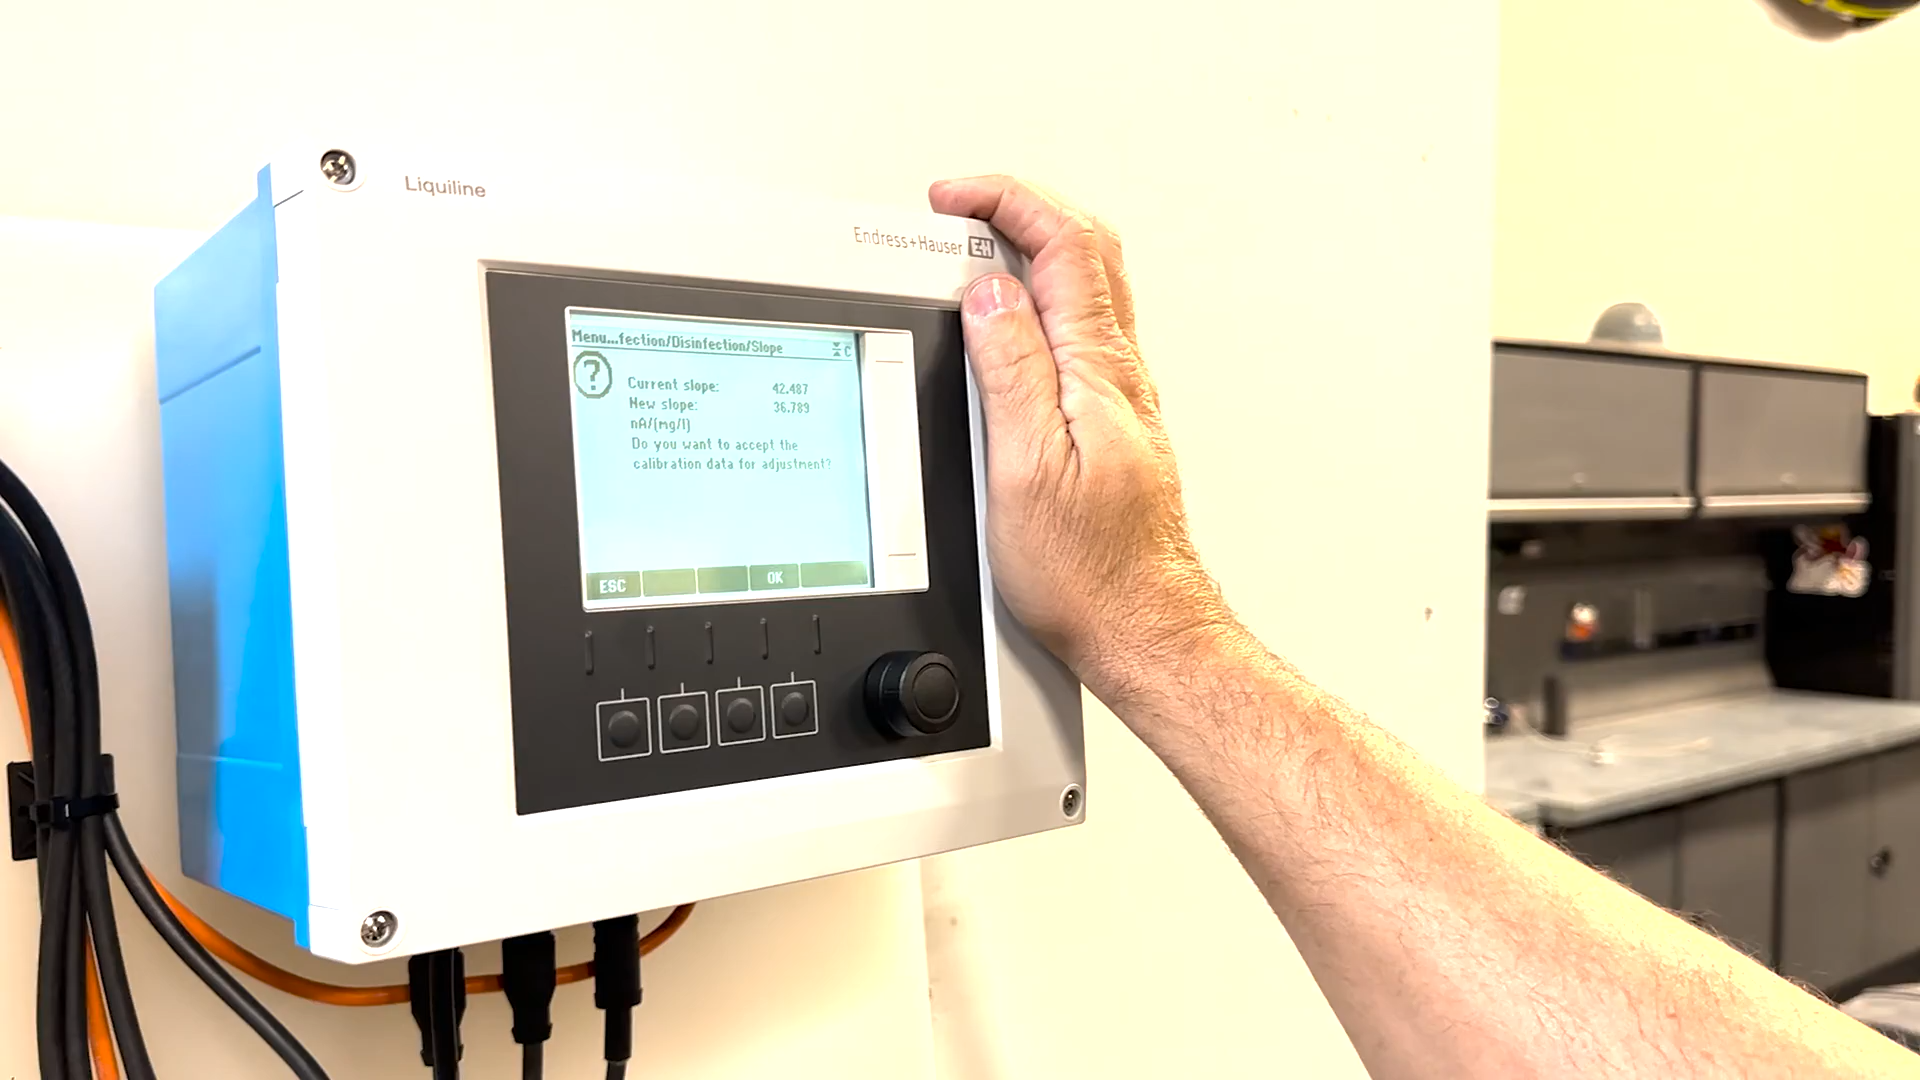 Liquiline
Endress+Hauser EH
Menu...fection/Disinfection/Slope C
?
Current slope: 42.487
New slope: 36.789
nA/(mg/l)
Do you want to accept the
calibration data for adjustment?
ESC OK